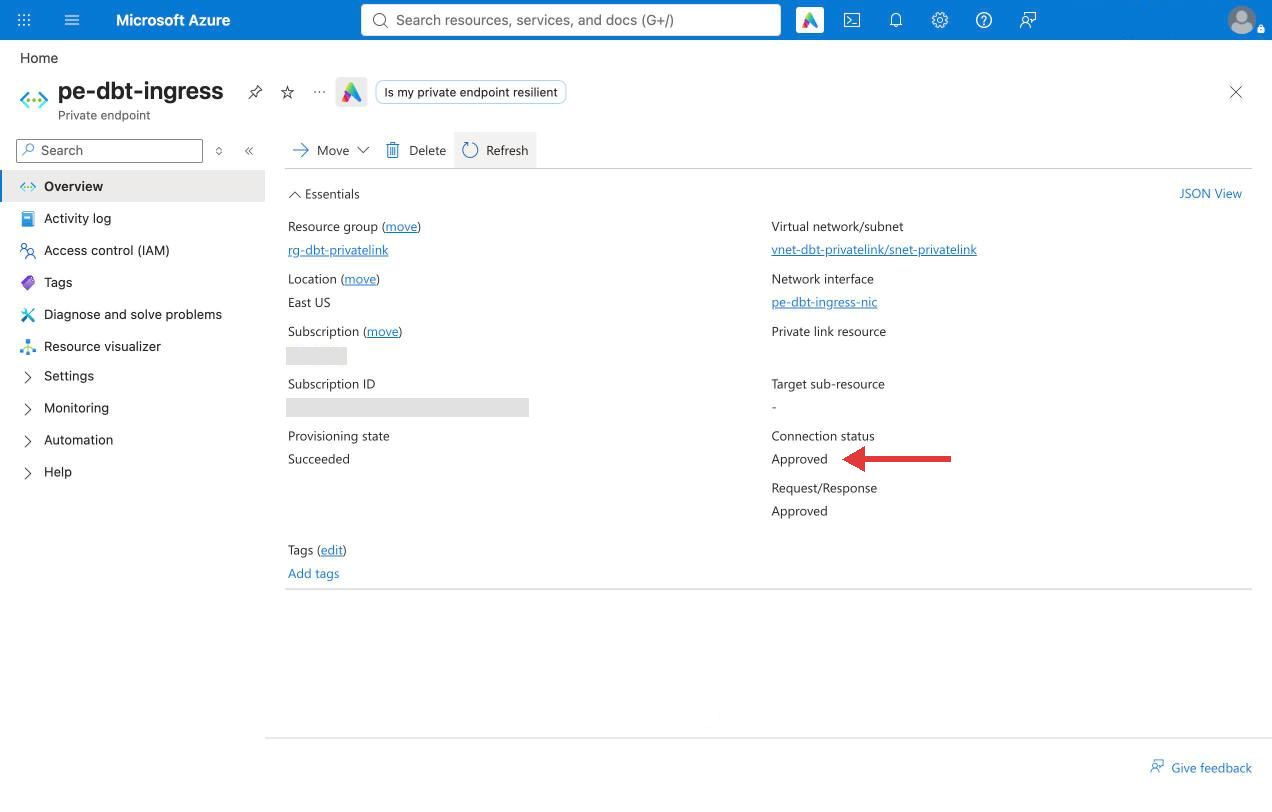 Microsoft Azure
Search resources, services, and docs (G+/)
Home
pe-dbt-ingress
Is my private endpoint resilient
Private endpoint
Search
Move
Delete
Refresh
Overview
Activity log
Access control (IAM)
Tags
Diagnose and solve problems
Resource visualizer
Settings
Monitoring
Automation
Help
Essentials
JSON View
Resource group (move)
rg-dbt-privatelink
Location (move)
East US
Subscription (move)
Subscription ID
Provisioning state
Succeeded
Virtual network/subnet
vnet-dbt-privatelink/snet-privatelink
Network interface
pe-dbt-ingress-nic
Private link resource
Target sub-resource
-
Connection status
Approved
Request/Response
Approved
Tags (edit)
Add tags
Give feedback